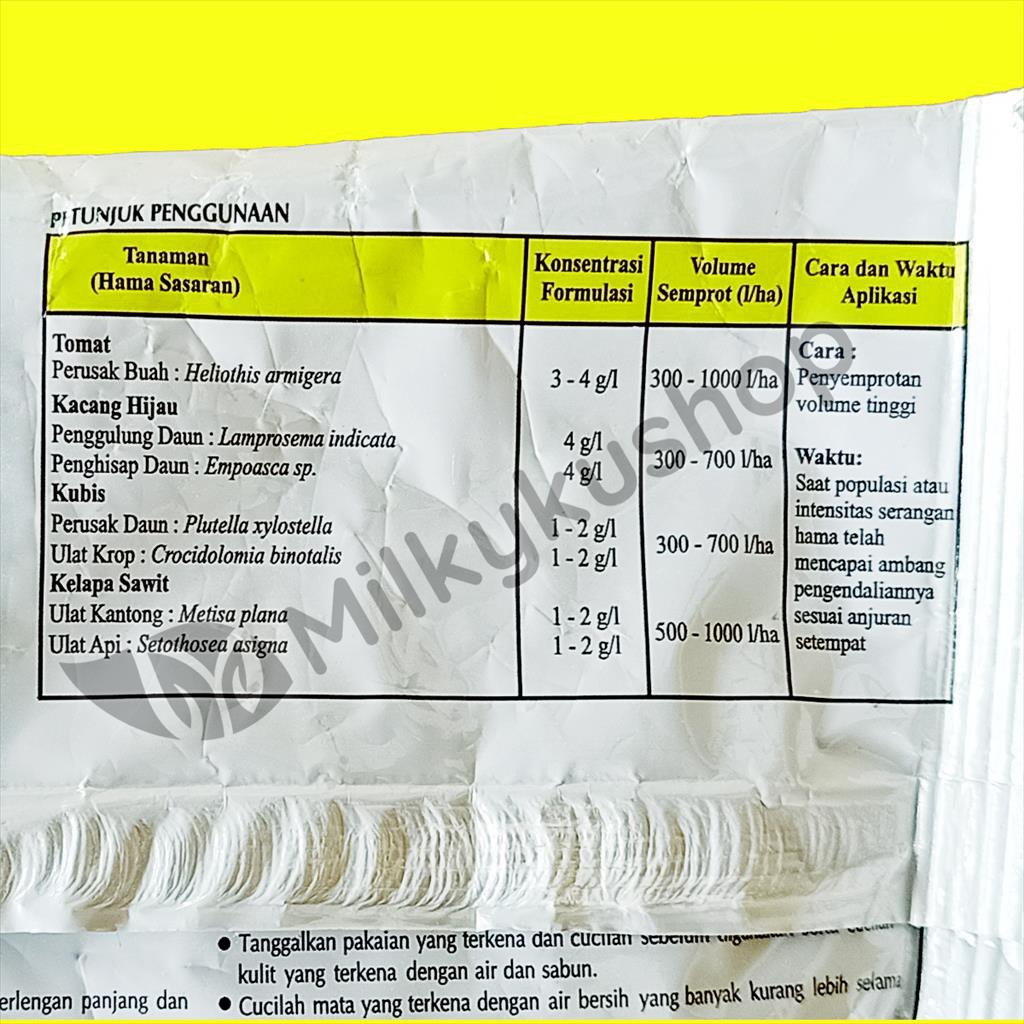 PETUNJUK PENGGUNAAN
Tanaman
(Hama Sasaran)
Konsentrasi
Formulasi
Volume
Semprot (l/ha)
Cara dan Waktu
Aplikasi
Tomat
Perusak Buah : Heliothis armigera
3 - 4 g/l
300 - 1000 l/ha
Kacang Hijau
Penggulung Daun : Lamprosema indicata
4 g/l
Penghisap Daun : Empoasca sp.
4 g/l
300 - 700 l/ha
Kubis
Perusak Daun : Plutella xylostella
1 - 2 g/l
Ulat Krop : Crocidolomia binotalis
1 - 2 g/l
300 - 700 l/ha
Kelapa Sawit
Ulat Kantong : Metisa plana
1 - 2 g/l
Ulat Api : Setothosea asigna
1 - 2 g/l
500 - 1000 l/ha
Cara :
Penyemprotan
volume tinggi
Waktu:
Saat populasi atau
intensitas serangan
hama telah
mencapai ambang
pengendaliannya
sesuai anjuran
setempat
Milkykushop
erlengan panjang dan
● Tanggalkan pakaian yang terkena dan cucilah sebelum
kulit yang terkena dengan air dan sabun.
● Cucilah mata yang terkena dengan air bersih yang banyak kurang lebih selama